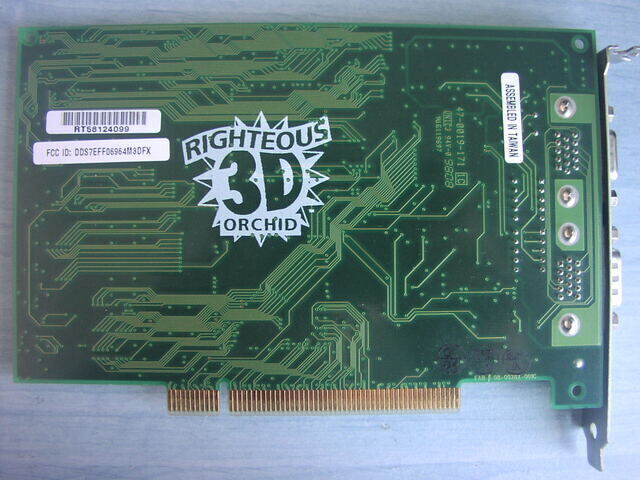 RT58124099
FCC ID: DDS7EFF06964M3DFX
RIGHTEOUS
3D
ORCHID
ASSEMBLED IN TAIWAN